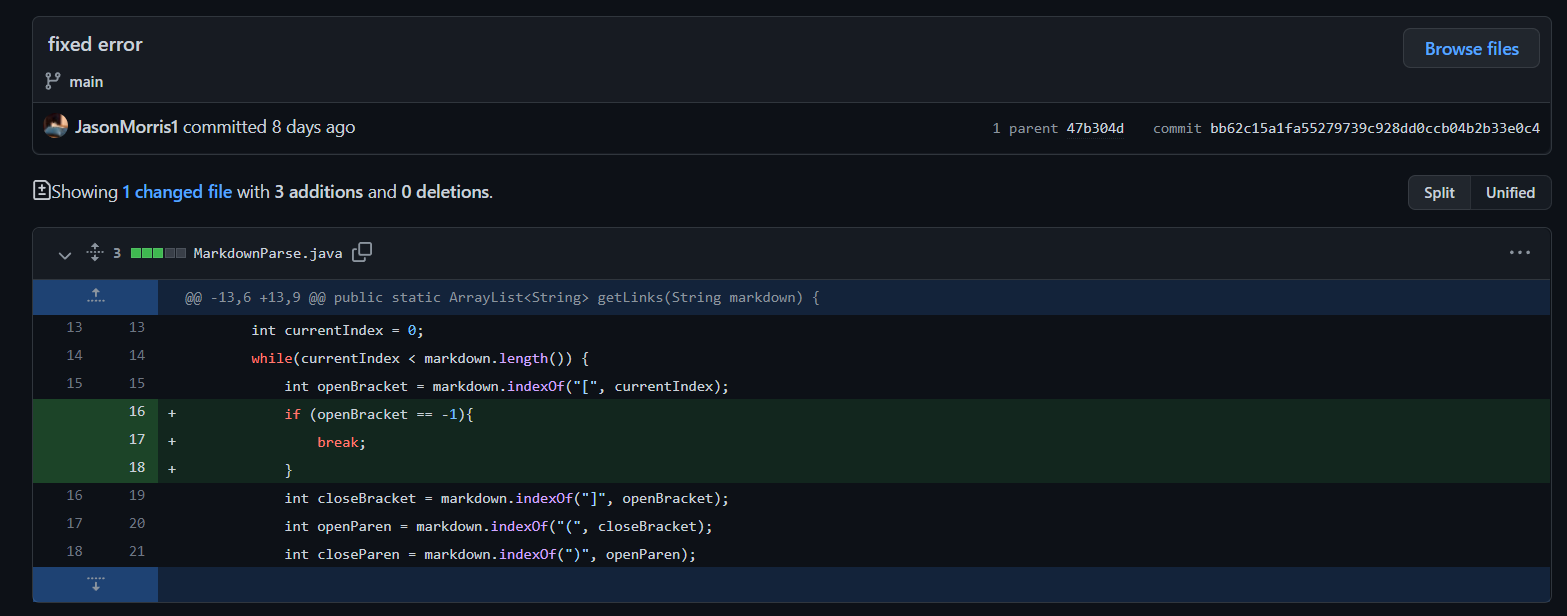 fixed error
Browse files
main
JasonMorris1 committed 8 days ago
1 parent 47b304d commit bb62c15a1fa55279739c928dd0ccb04b2b33e0c4
Showing 1 changed file with 3 additions and 0 deletions.
Split Unified
3 MarkdownParse.java
@@ -13,6 +13,9 @@ public static ArrayList<String> getLinks(String markdown) {
13 13 int currentIndex = 0;
14 14 while(currentIndex < markdown.length()) {
15 15 int openBracket = markdown.indexOf("[", currentIndex);
16 + if (openBracket == -1){
17 + break;
18 + }
16 19 int closeBracket = markdown.indexOf("]", openBracket);
17 20 int openParen = markdown.indexOf("(", closeBracket);
18 21 int closeParen = markdown.indexOf(")", openParen);